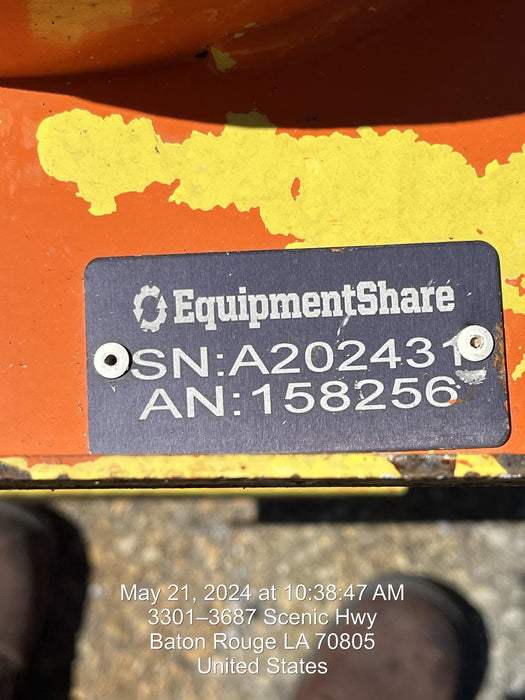 EquipmentShare
SN:A202431
AN:158256
May 21, 2024 at 10:38:47 AM
3301–3687 Scenic Hwy
Baton Rouge LA 70805
United States